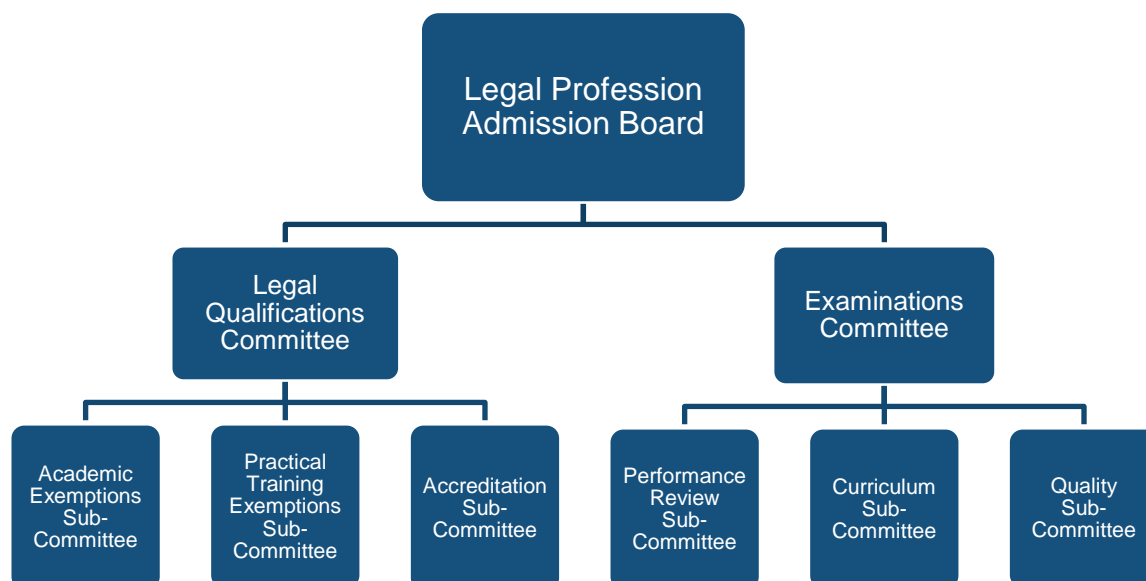 Legal Profession
Admission Board
Legal
Qualifications
Committee
Examinations
Committee
Academic
Exemptions
Sub-
Committee
Practical
Training
Exemptions
Sub-
Committee
Accreditation
Sub-
Committee
Performance
Review
Sub-
Committee
Curriculum
Sub-
Committee
Quality
Sub-
Committee